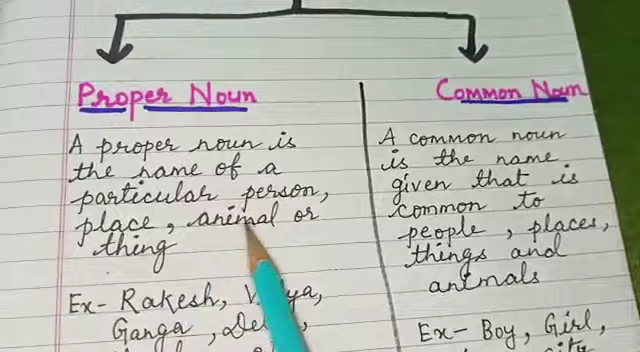 Proper Noun
A proper noun is
the name of a
particular person,
place, animal or
thing
Ex- Rakesh,
Ganga,
Common Noun
A common noun
is the name
given that is
common to
people, places,
things and
animals
Ex- Boy, Girl,